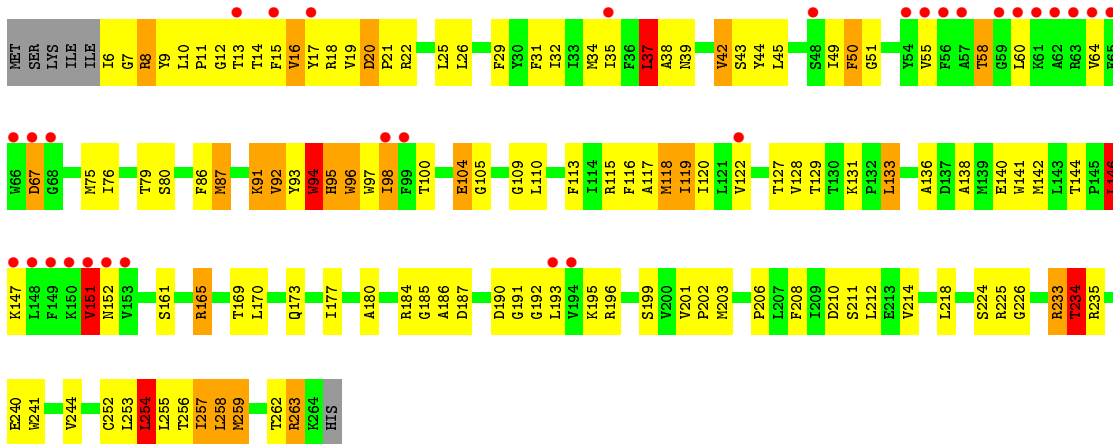 MET SER LYS ILE ILE I6 G7 R8 Y9 L10 P11 G12 T13 T14 F15 V16 Y17 R18 V19 D20 P21 R22 L25 L26 F29 Y30 F31 I32 I33 M34 I35 F36 L37 A38 N39 V42 S43 Y44 L45 S48 I49 F50 G51 Y54 V55 F56 A57 T58 G59 L60 K61 A62 R63 V64 F65
W66 D67 G68 M75 I76 T79 S80 F86 M87 K91 V92 Y93 W94 H95 W96 W97 I98 F99 T100 E104 G105 G109 L110 F113 I114 R115 F116 A117 M118 I119 I120 L121 V122 T127 V128 T129 T130 K131 P132 L133 A136 D137 A138 M139 E140 W141 M142 L143 T144 P145 L146
K147 L148 F149 K150 V151 N152 V153 S161 R165 T169 L170 Q173 I177 A180 R184 G185 A186 D187 D190 G191 G192 L193 V194 K195 R196 S199 V200 V201 P202 M203 P206 L207 F208 I209 D210 S211 L212 E213 V214 L218 S224 R225 G226 R233 T234 R235
E240 W241 V244 C252 L253 L254 L255 T256 I257 L258 M259 T262 R263 K264 HIS